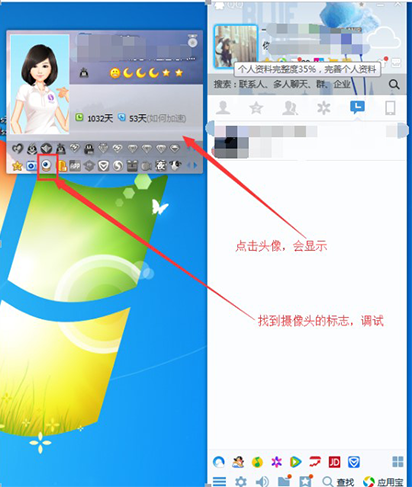 个人资料完整度35%，完善个人资料
搜索：联系人、多人聊天、群、企业
1032天 53天(如何加速)
点击头像，会显示
找到摄像头的标志，调试
JD
查找 应用宝